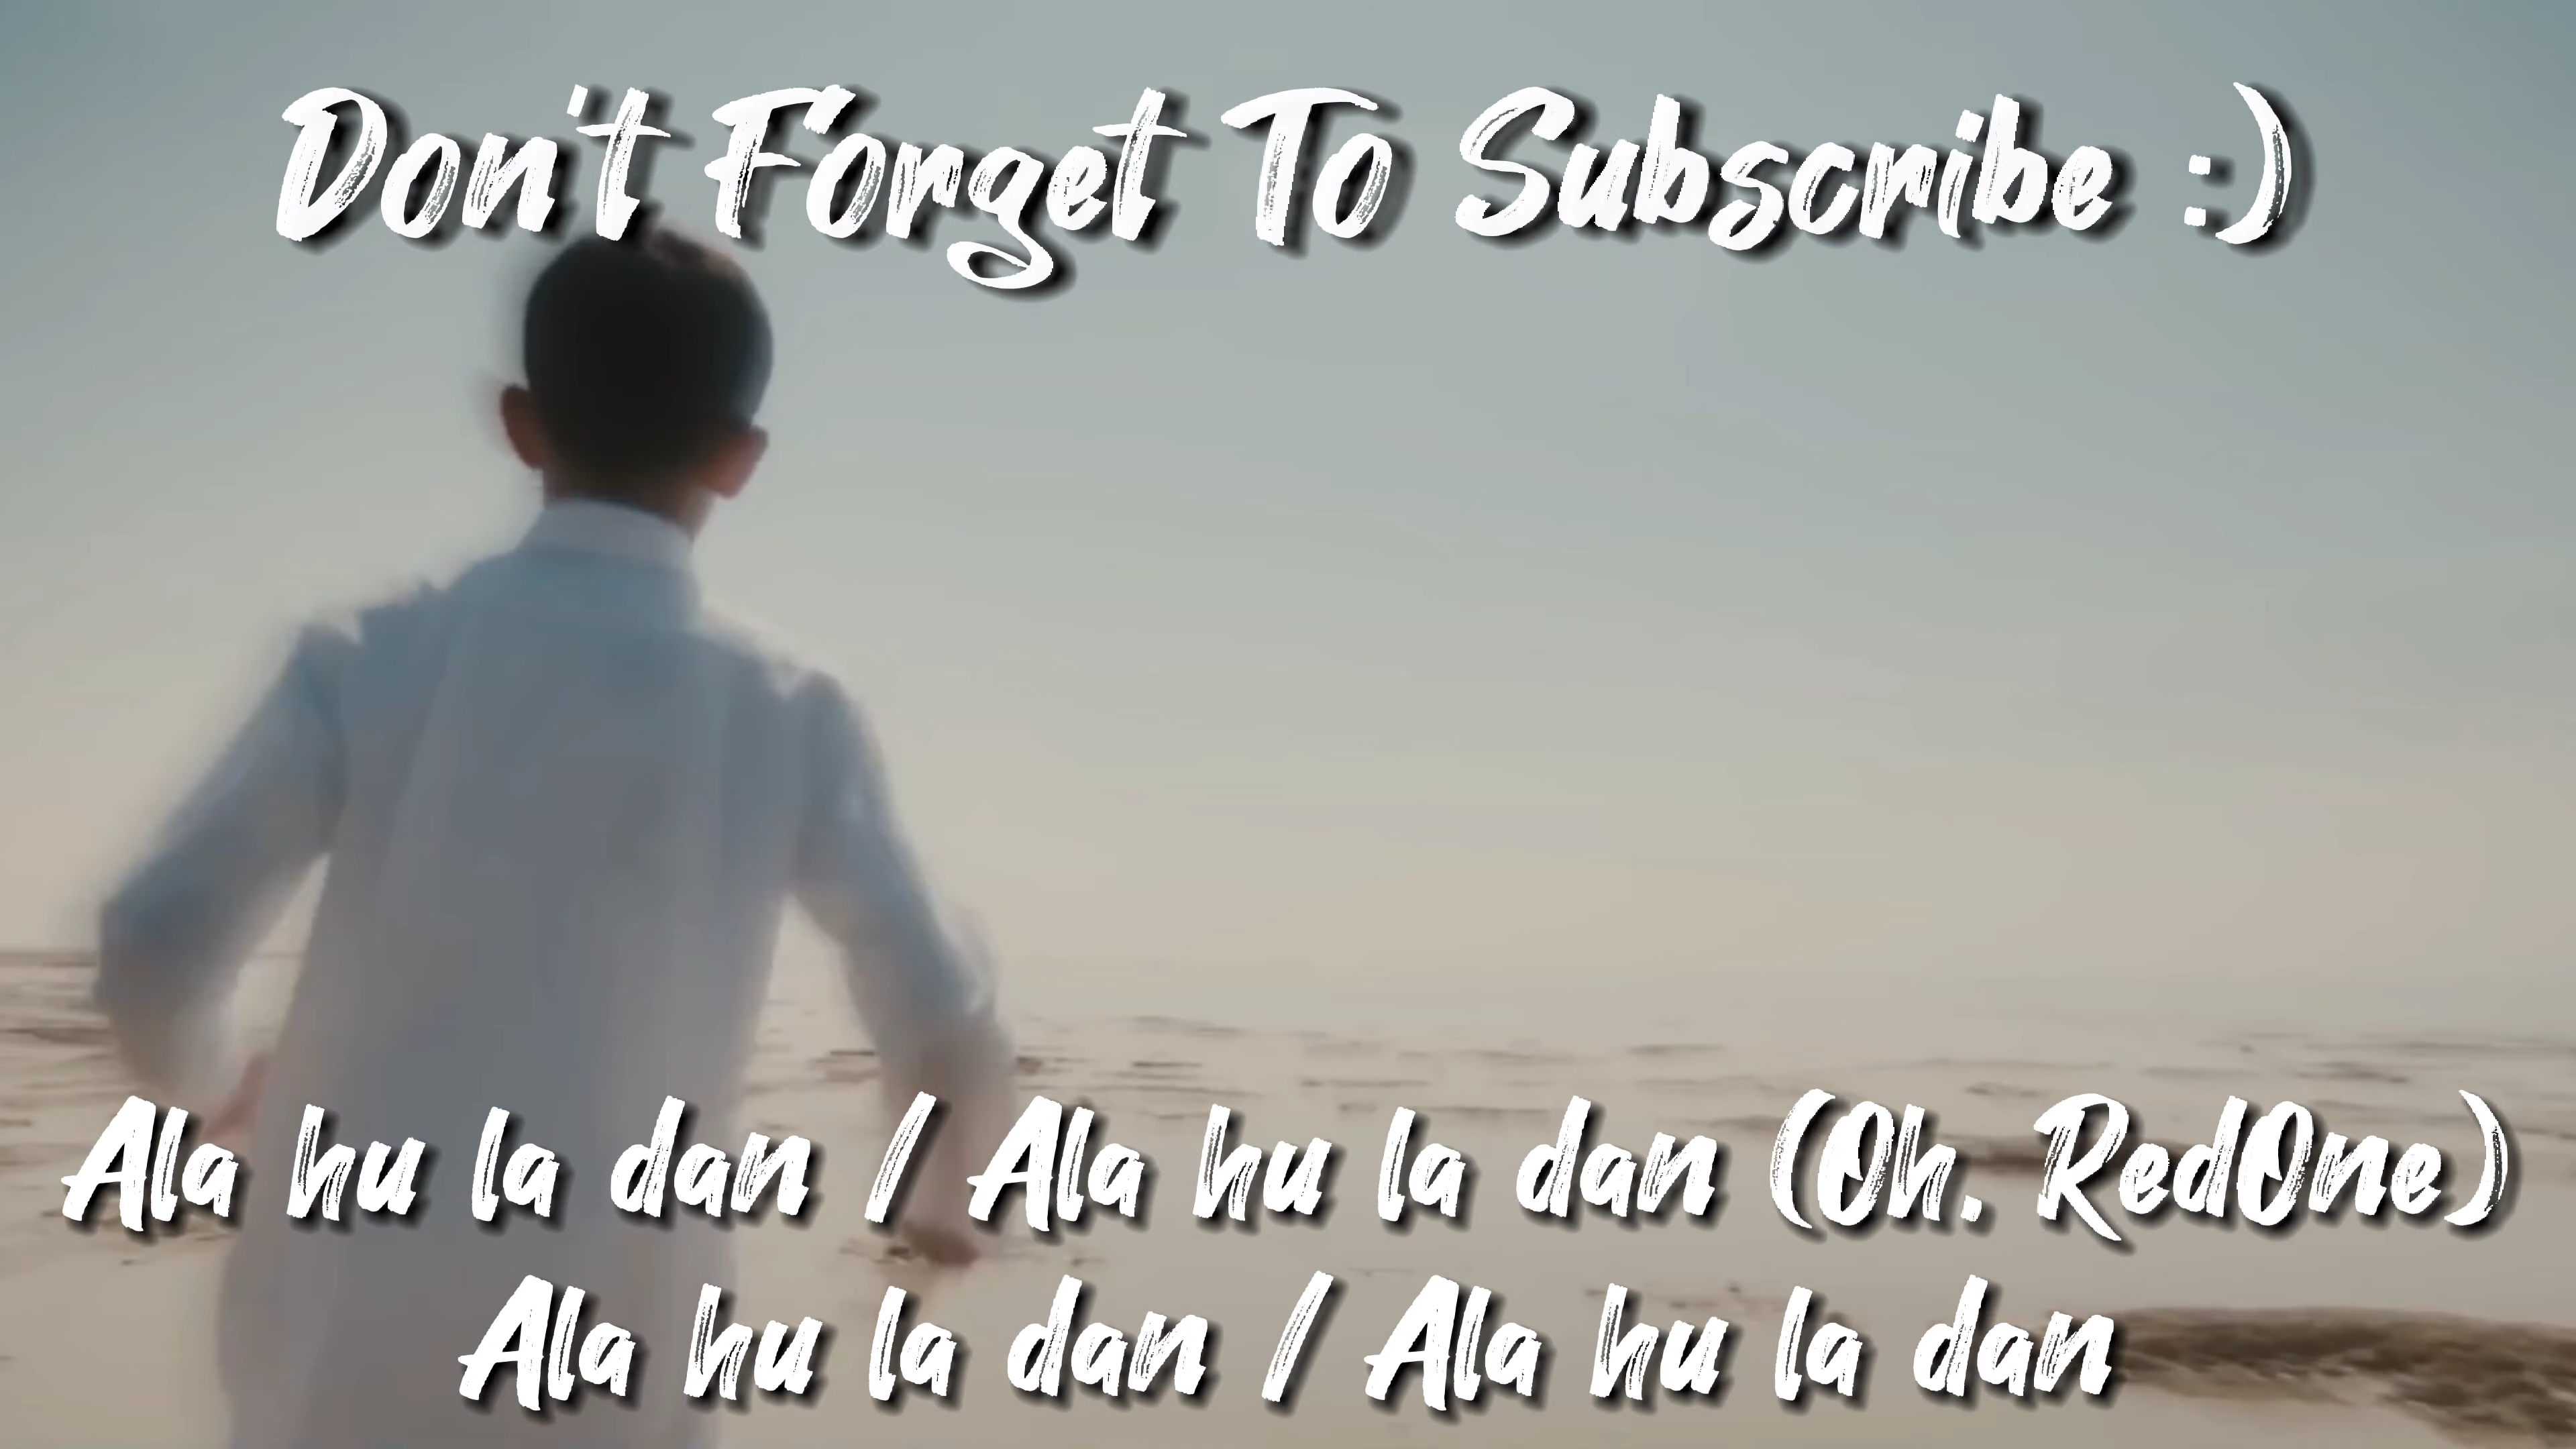 Don't Forget To Subscribe :)
Ala hu la dan / Ala hu la dan (Oh, RedOne)
Ala hu la dan / Ala hu la dan